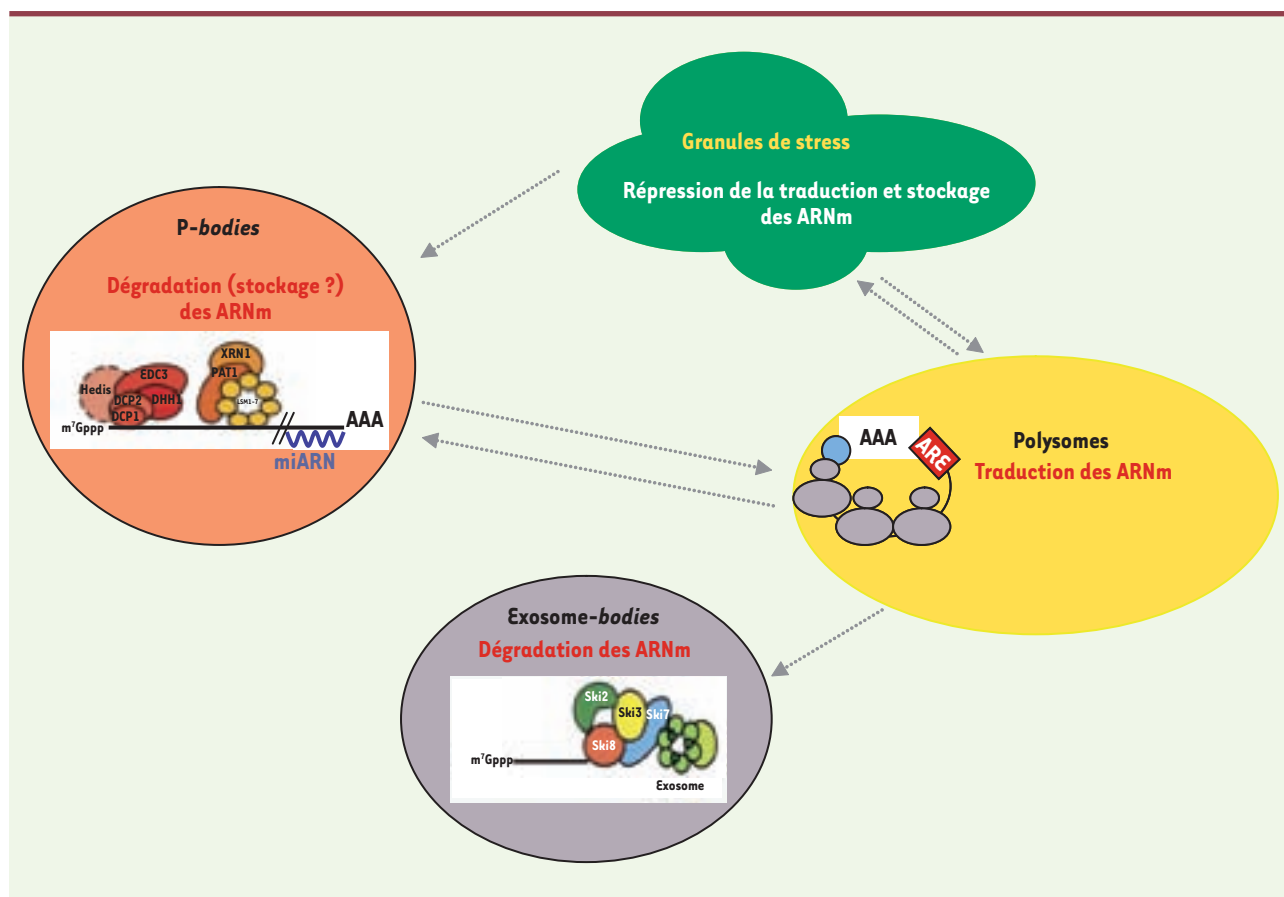 Granules de stress
Répression de la traduction et stockage
des ARNm
P-bodies
Dégradation (stockage ?)
des ARNm
XRN1
EDC3
PAT1
Hedis
DCP2
DHH1
LSM1-7
DCP1
m⁷Gppp
AAA
miARN
AAA
ARE
Polysomes
Traduction des ARNm
Exosome-bodies
Dégradation des ARNm
Ski2
Ski3
Ski7
Ski8
m⁷Gppp
Exosome